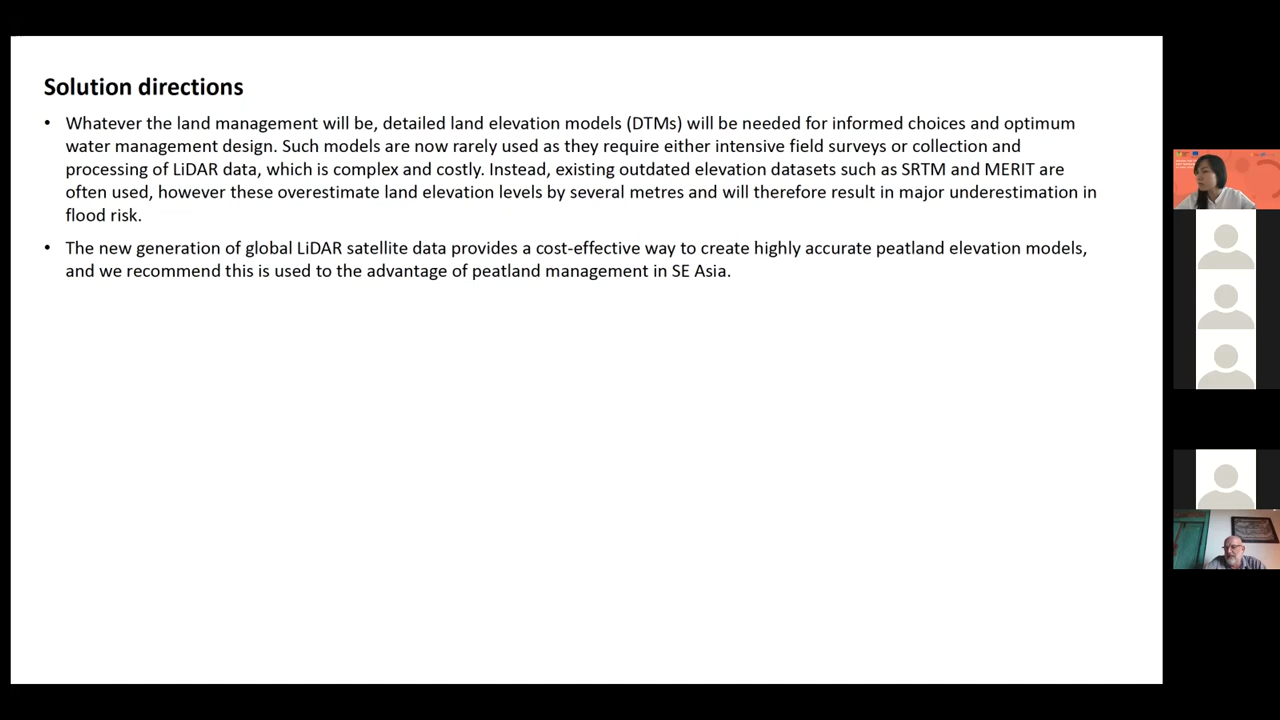 Solution directions
• Whatever the land management will be, detailed land elevation models (DTMs) will be needed for informed choices and optimum
water management design. Such models are now rarely used as they require either intensive field surveys or collection and
processing of LiDAR data, which is complex and costly. Instead, existing outdated elevation datasets such as SRTM and MERIT are
often used, however these overestimate land elevation levels by several metres and will therefore result in major underestimation in
flood risk.
• The new generation of global LiDAR satellite data provides a cost-effective way to create highly accurate peatland elevation models,
and we recommend this is used to the advantage of peatland management in SE Asia.